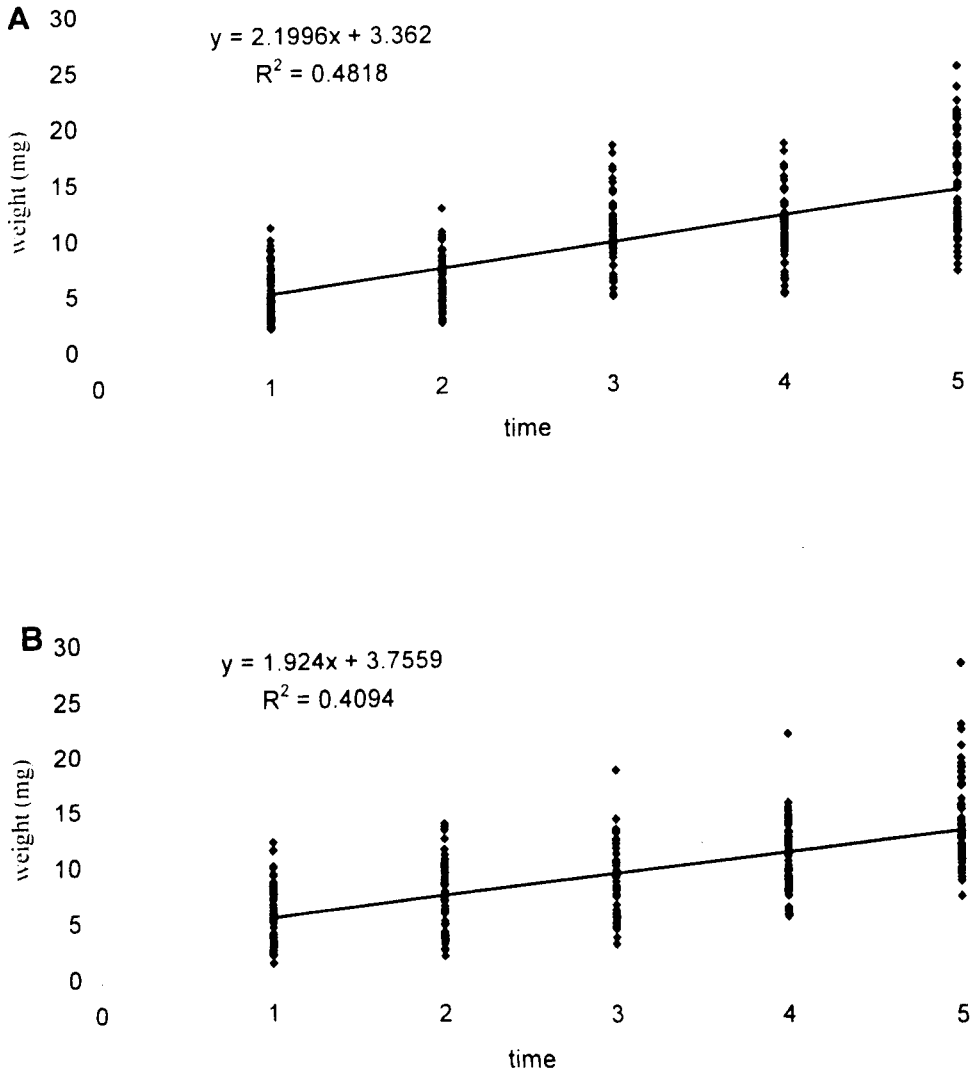 A
y = 2.1996x + 3.362
R² = 0.4818
weight (mg)
30
25
20
15
10
5
0
0 1 2 3 4 5
time
B
y = 1.924x + 3.7559
R² = 0.4094
weight (mg)
30
25
20
15
10
5
0
0 1 2 3 4 5
time